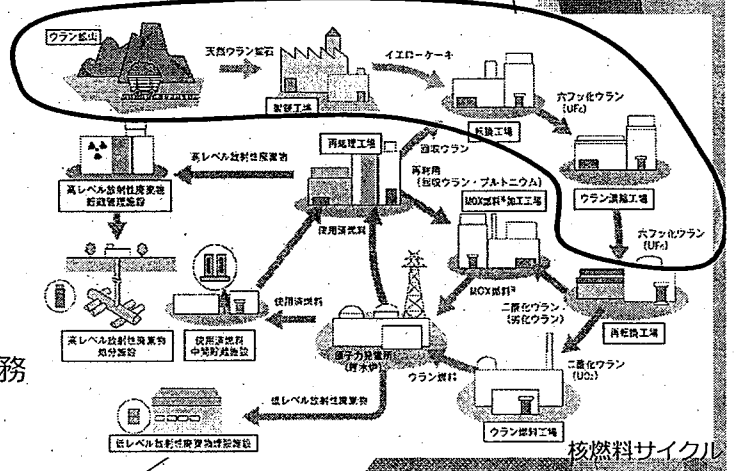 ウラン鉱山
天然ウラン鉱石
イエローケーキ
製錬工場
転換工場
六フッ化ウラン
(UF₆)
ウラン濃縮工場
六フッ化ウラン
(UF₆)
再処理工場
回収ウラン
高レベル放射性廃棄物
高レベル放射性廃棄物
貯蔵管理施設
再利用
(回収ウラン・プルトニウム)
MOX燃料※加工工場
使用済燃料
MOX燃料※
二酸化ウラン
(劣化ウラン)
再転換工場
高レベル放射性廃棄物
処分施設
使用済燃料
中間貯蔵施設
使用済燃料
原子力発電所
(軽水炉)
ウラン燃料
二酸化ウラン
(UO₂)
ウラン燃料工場
務
低レベル放射性廃棄物
低レベル放射性廃棄物埋設施設
核燃料サイクル